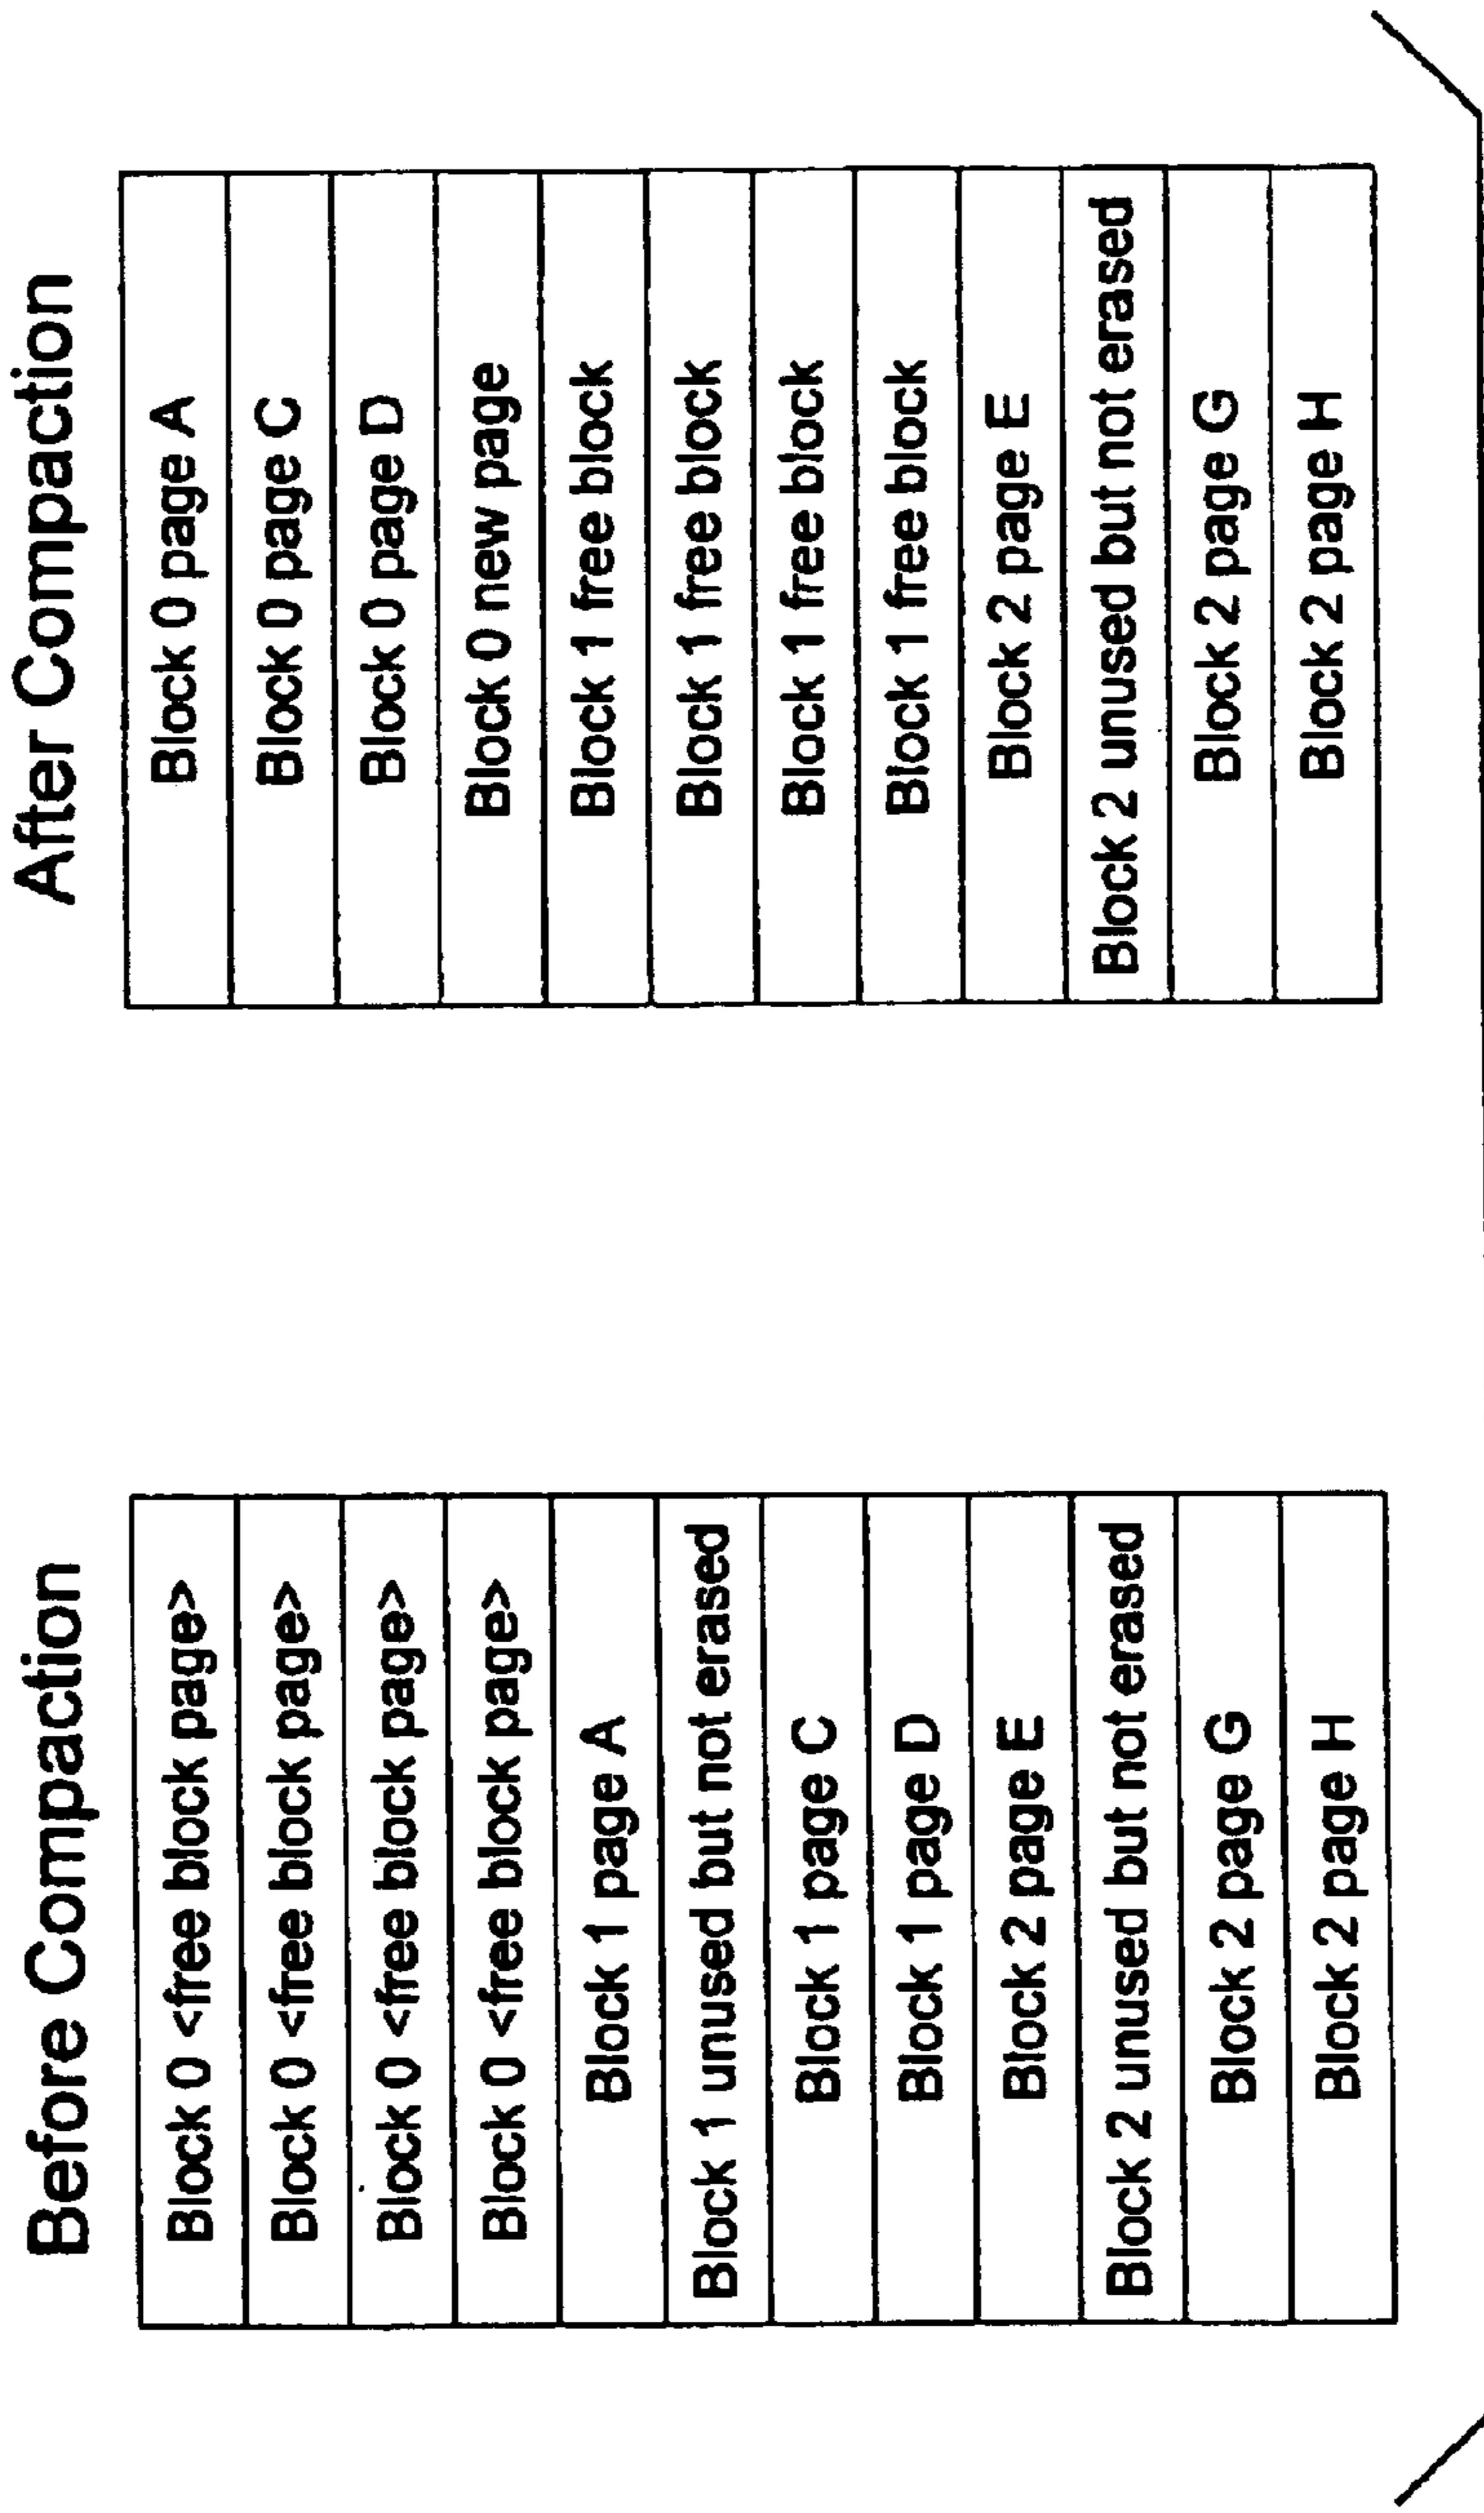 Before Compaction
Block 0 <free block page>
Block 0 <free block page>
Block 0 <free block page>
Block 0 <free block page>
Block 1 page A
Block 1 unused but not erased
Block 1 page C
Block 1 page D
Block 2 page E
Block 2 unused but not erased
Block 2 page G
Block 2 page H
After Compaction
Block 0 page A
Block 0 page C
Block 0 page D
Block 0 new page
Block 1 free block
Block 1 free block
Block 1 free block
Block 1 free block
Block 2 page E
Block 2 unused but not erased
Block 2 page G
Block 2 page H